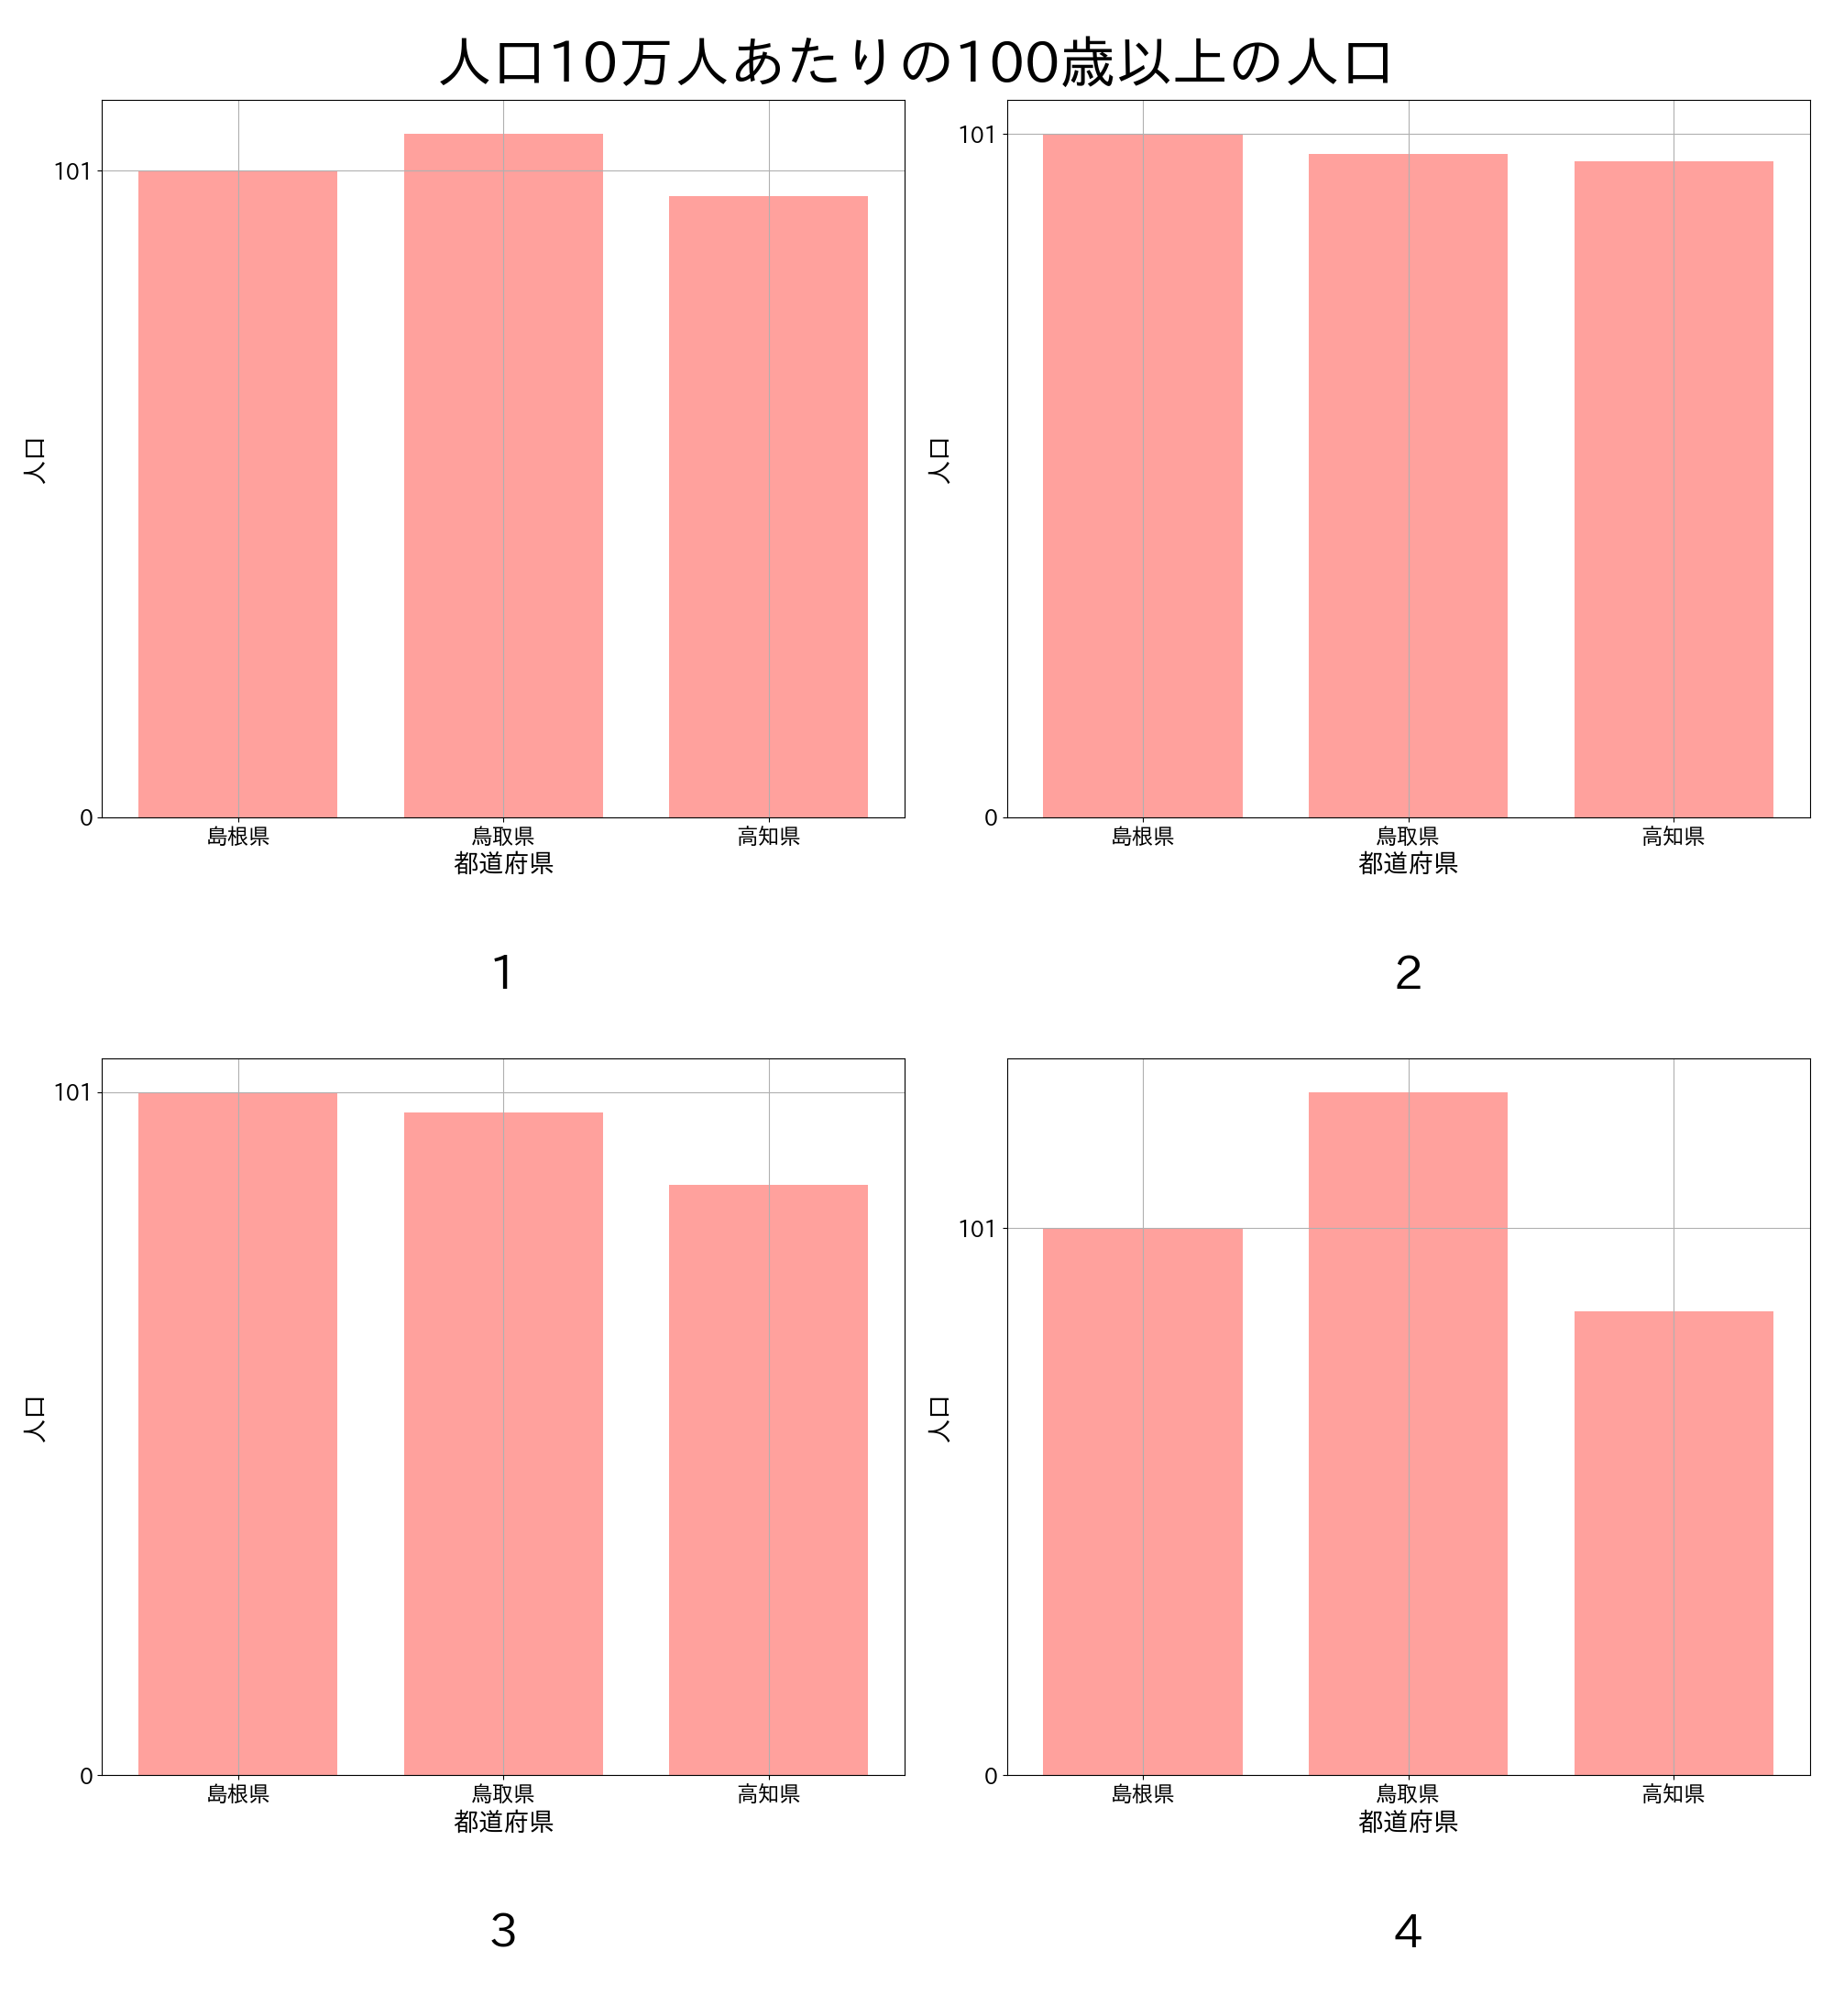 人口10万人あたりの100歳以上の人口
101
人口
0
島根県 鳥取県 高知県
都道府県
1
101
人口
0
島根県 鳥取県 高知県
都道府県
2
101
人口
0
島根県 鳥取県 高知県
都道府県
3
101
人口
0
島根県 鳥取県 高知県
都道府県
4